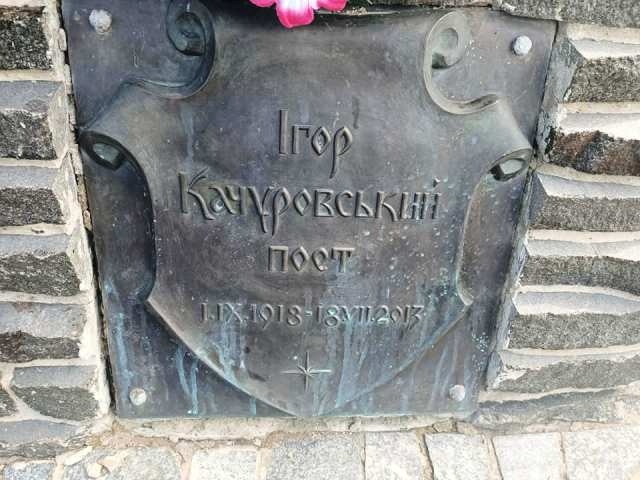 Ігор
Качуровський
поет
1.IX.1918-18.VII.2013